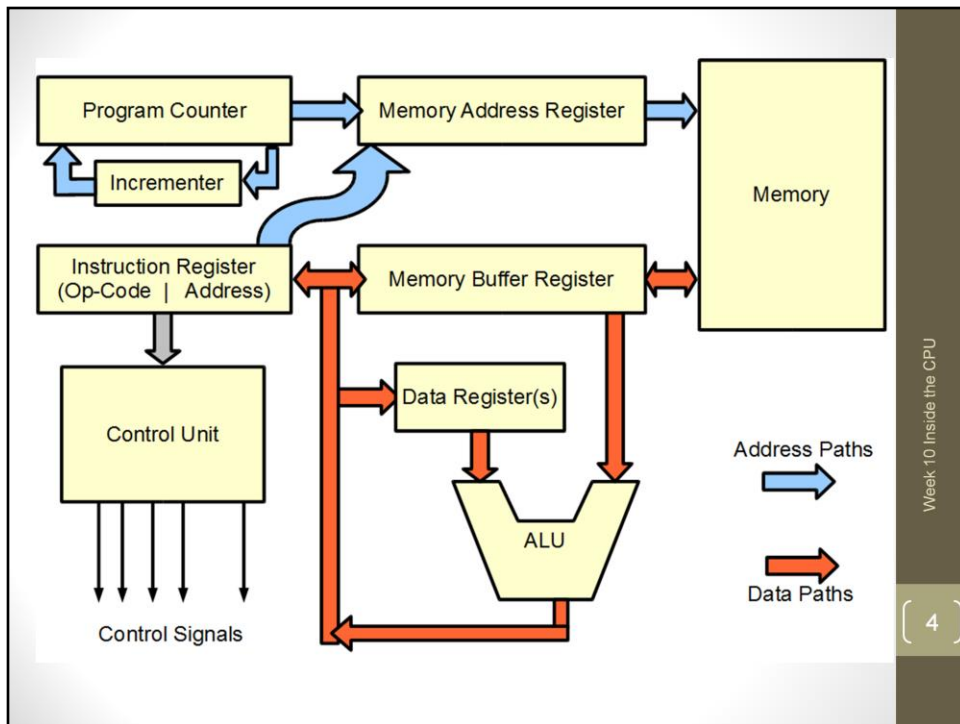 Program Counter
Memory Address Register
Incrementer
Memory
Instruction Register
(Op-Code | Address)
Memory Buffer Register
Data Register(s)
Control Unit
ALU
Control Signals
Address Paths
Data Paths
Week 10 Inside the CPU
4